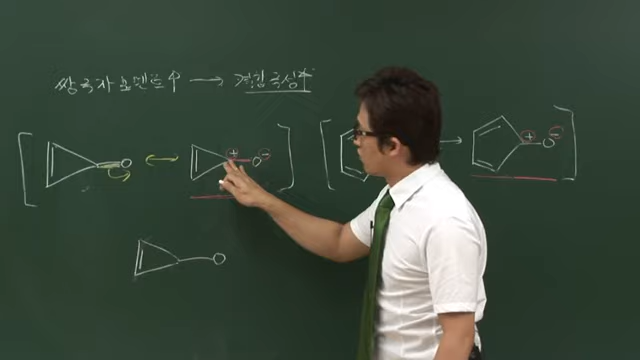 쌍극자 모멘트↑ → 결합 극성↑
O ↔ ⊕ O ⊖ → ⊕ O ⊖
O